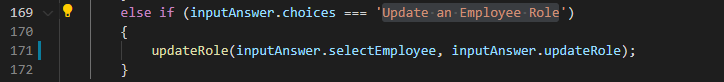 169 else if (inputAnswer.choices === 'Update an Employee Role')
170 {
171 updateRole(inputAnswer.selectEmployee, inputAnswer.updateRole);
172 }